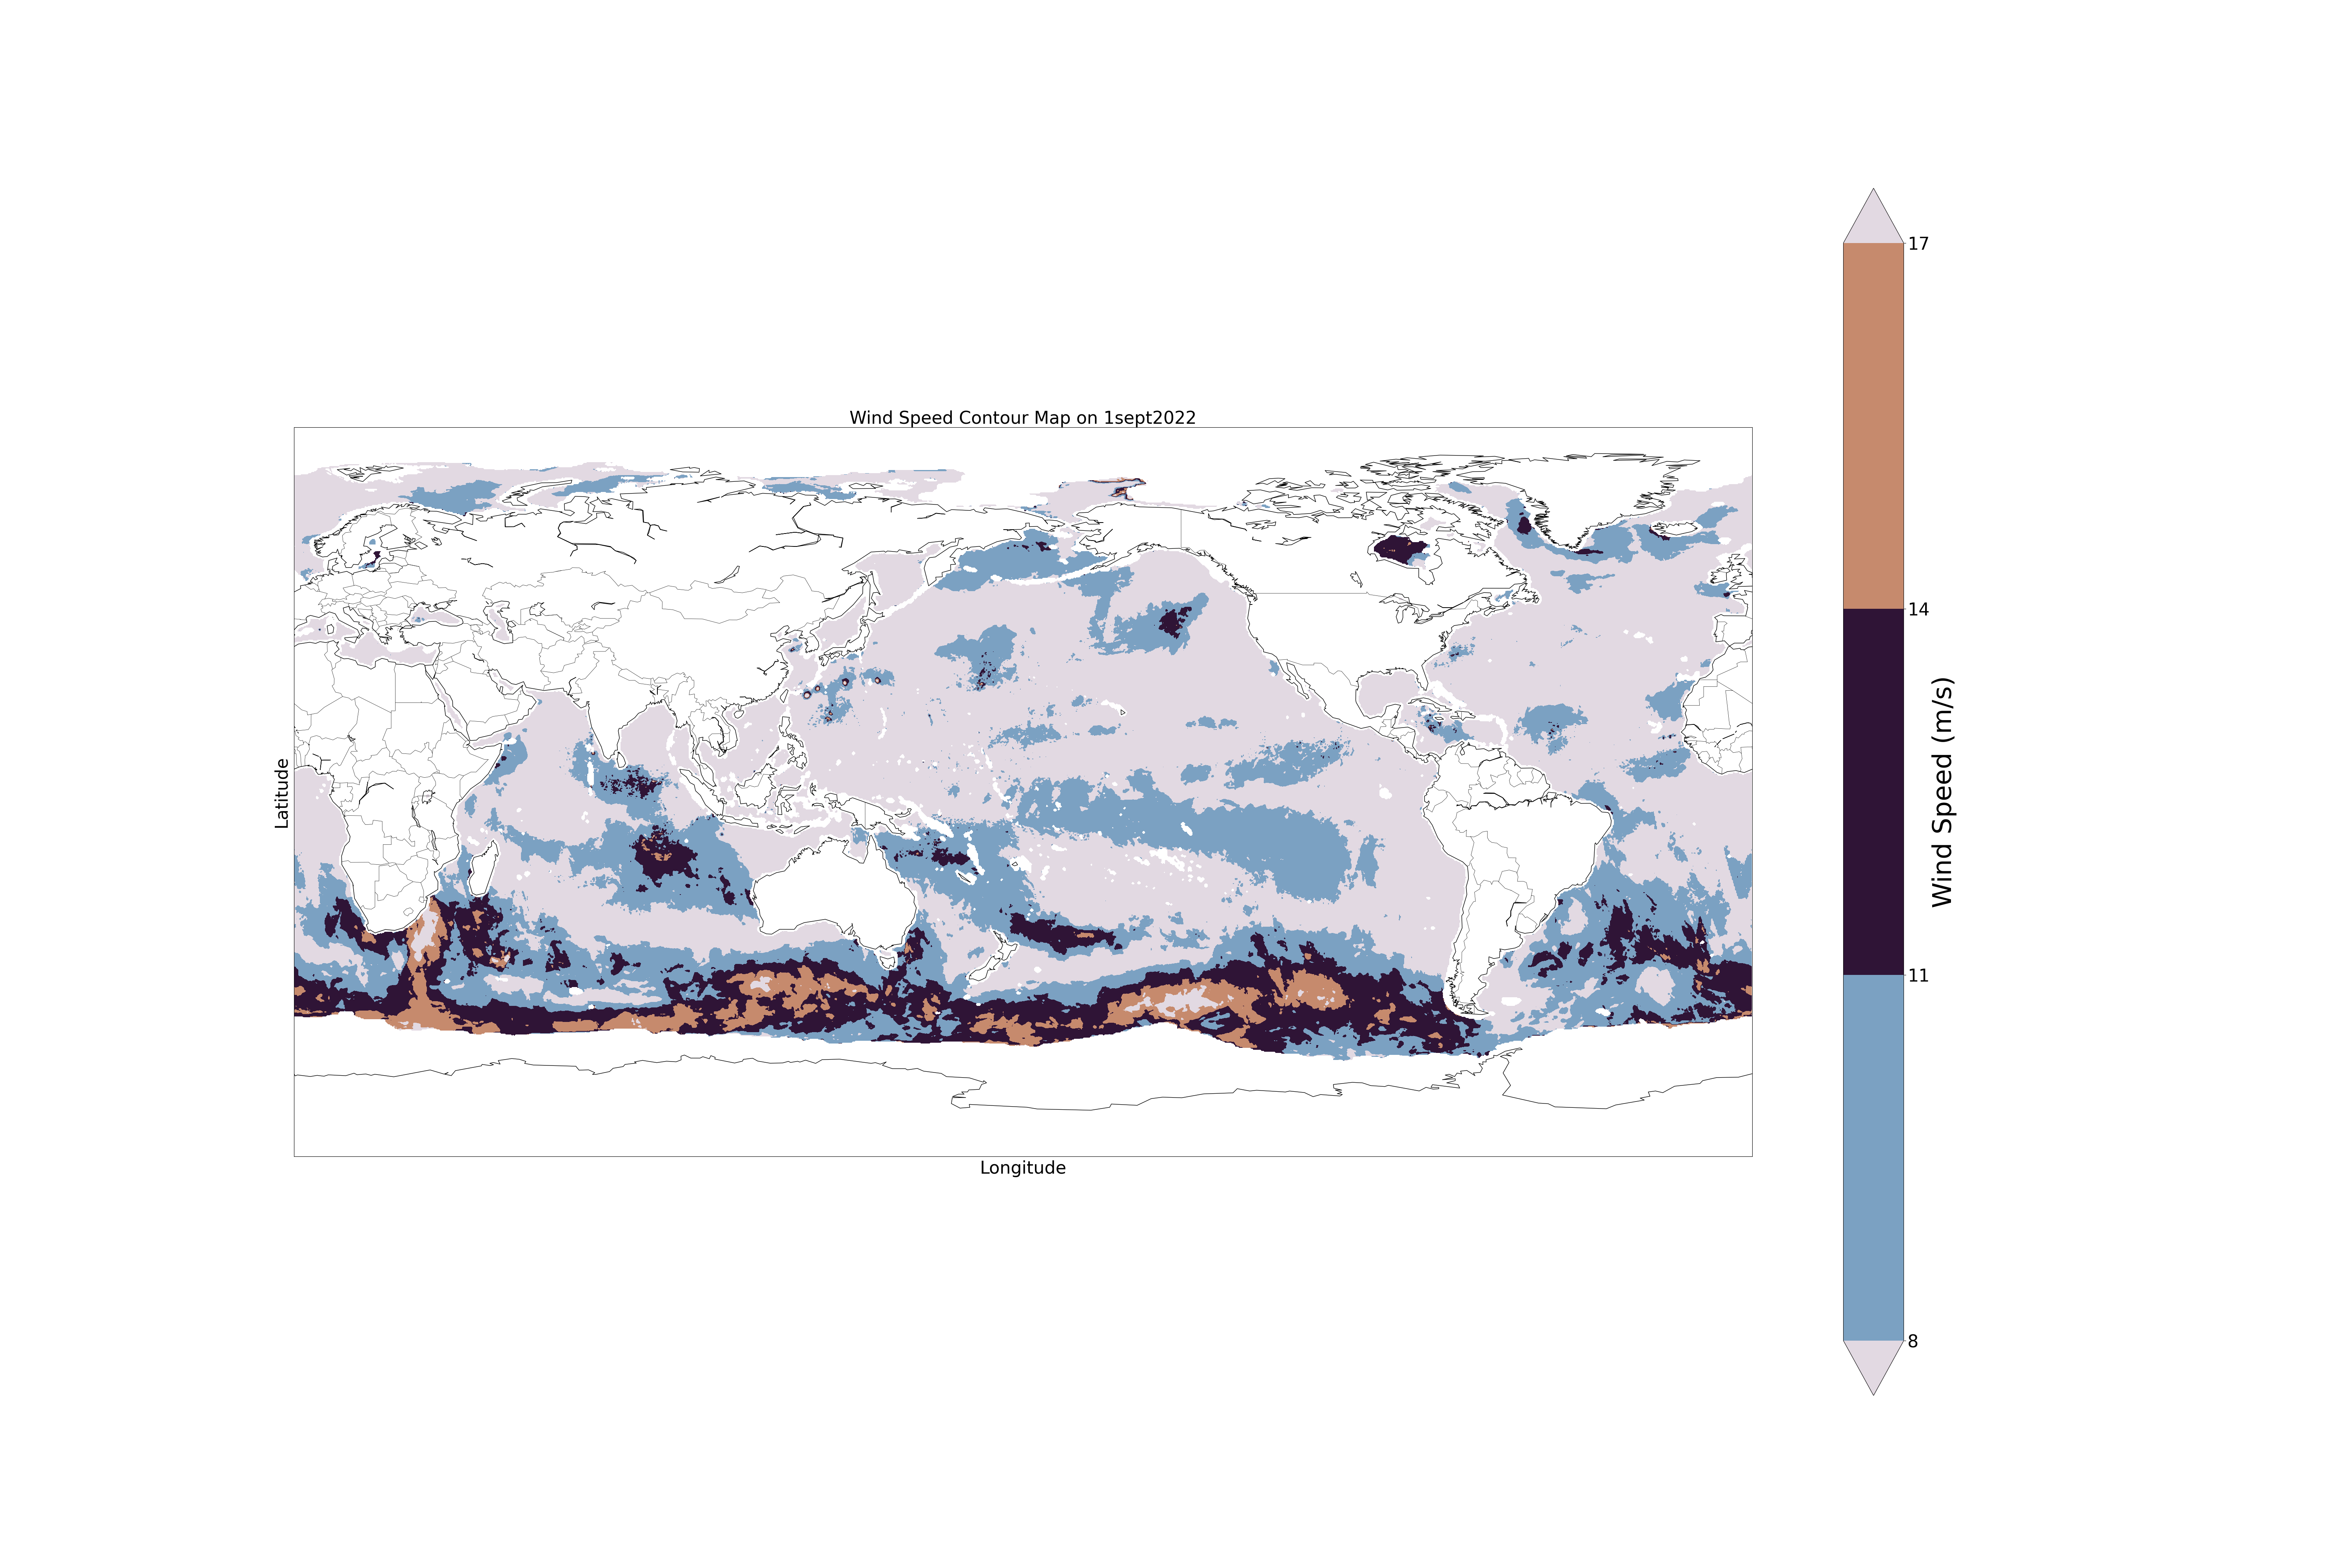 Wind Speed Contour Map on 1sept2022
Latitude
Longitude
17
14
11
8
Wind Speed (m/s)